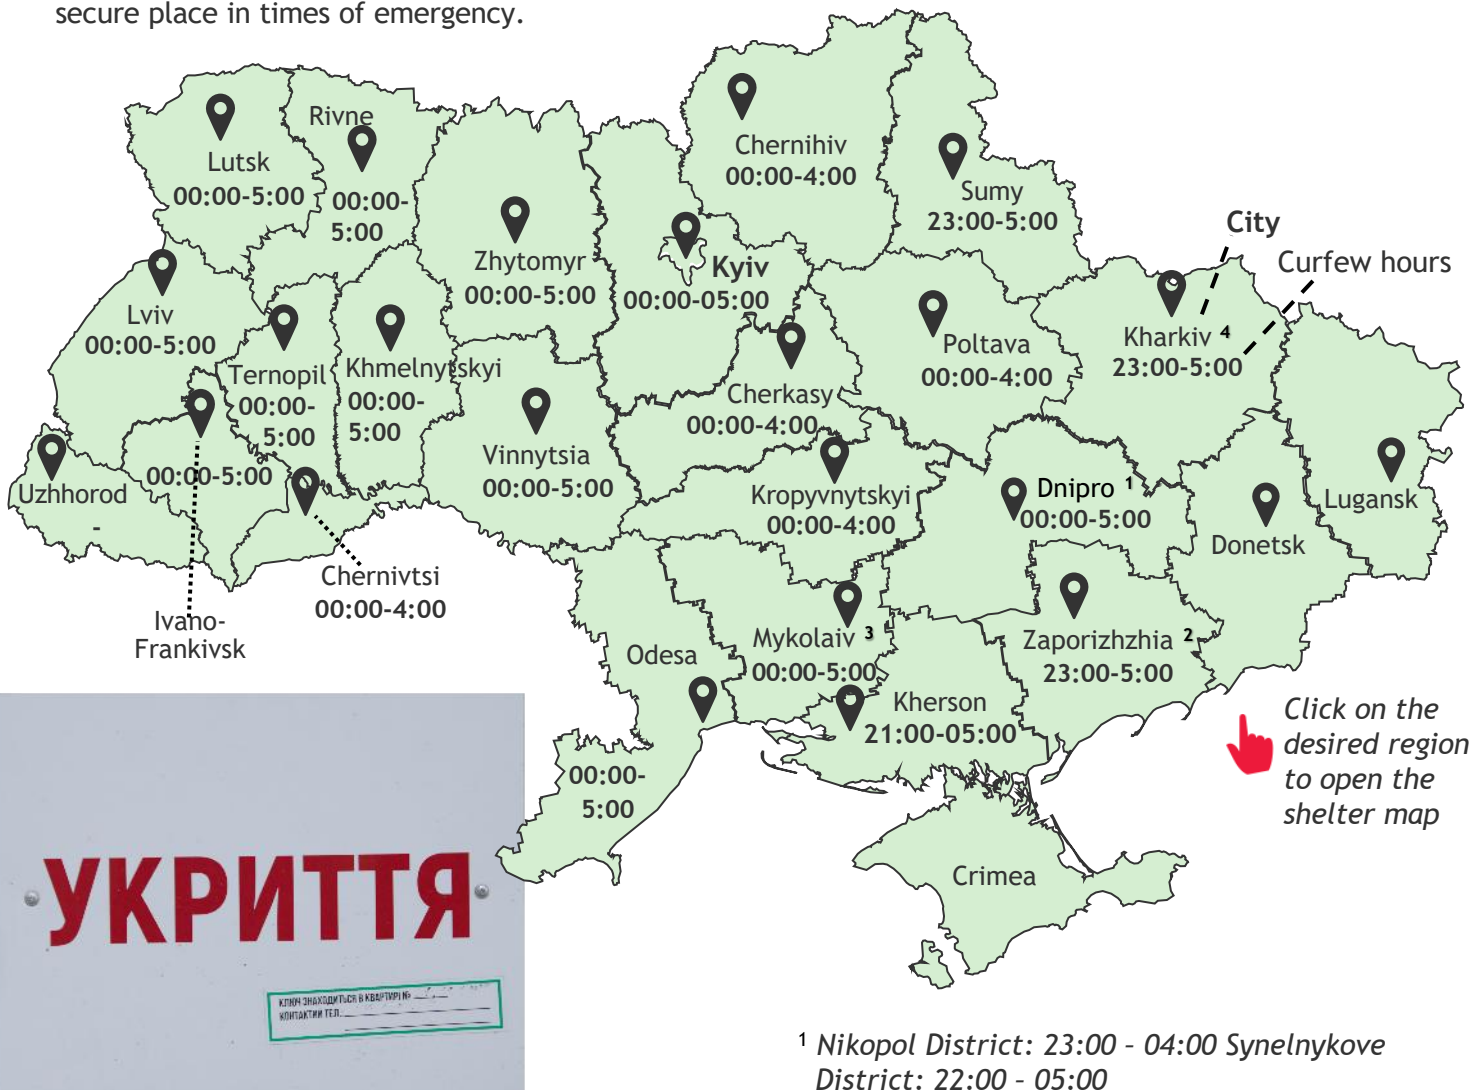 secure place in times of emergency.
Rivne
00:00-
5:00
Lutsk
00:00-5:00
Chernihiv
00:00-4:00
Sumy
23:00-5:00
City
Curfew hours
Zhytomyr
00:00-5:00
Kyiv
00:00-05:00
Lviv
00:00-5:00
Ternopil
00:00-
5:00
Khmelnytskyi
00:00-
5:00
Poltava
00:00-4:00
Kharkiv 4
23:00-5:00
Cherkasy
00:00-4:00
Vinnytsia
00:00-5:00
00:00-5:00
Uzhhorod
-
Kropyvnytskyi
00:00-4:00
Dnipro 1
00:00-5:00
Lugansk
Donetsk
Chernivtsi
00:00-4:00
Ivano-
Frankivsk
Mykolaiv 3
00:00-5:00
Zaporizhzhia 2
23:00-5:00
Odesa
00:00-
5:00
Kherson
21:00-05:00
Click on the
desired region
to open the
shelter map
Crimea
УКРИТТЯ
КЛЮЧ ЗНАХОДИТЬСЯ В КВАРТИРІ №
КОНТАКТНИ ТЕЛ.
1 Nikopol District: 23:00 – 04:00 Synelnykove
District: 22:00 – 05:00